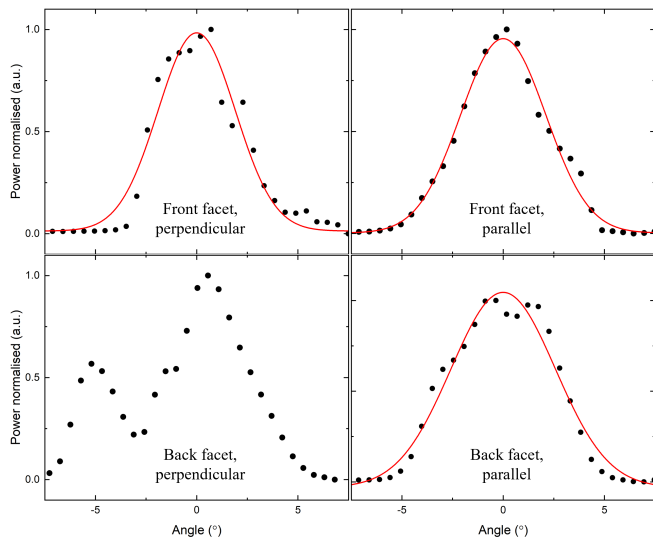 Power normalised (a.u.)
1.0
0.5
0.0
Front facet,
perpendicular
Front facet,
parallel
Power normalised (a.u.)
1.0
0.5
0.0
Back facet,
perpendicular
Back facet,
parallel
-5
0
5
-5
0
5
Angle (°)
Angle (°)